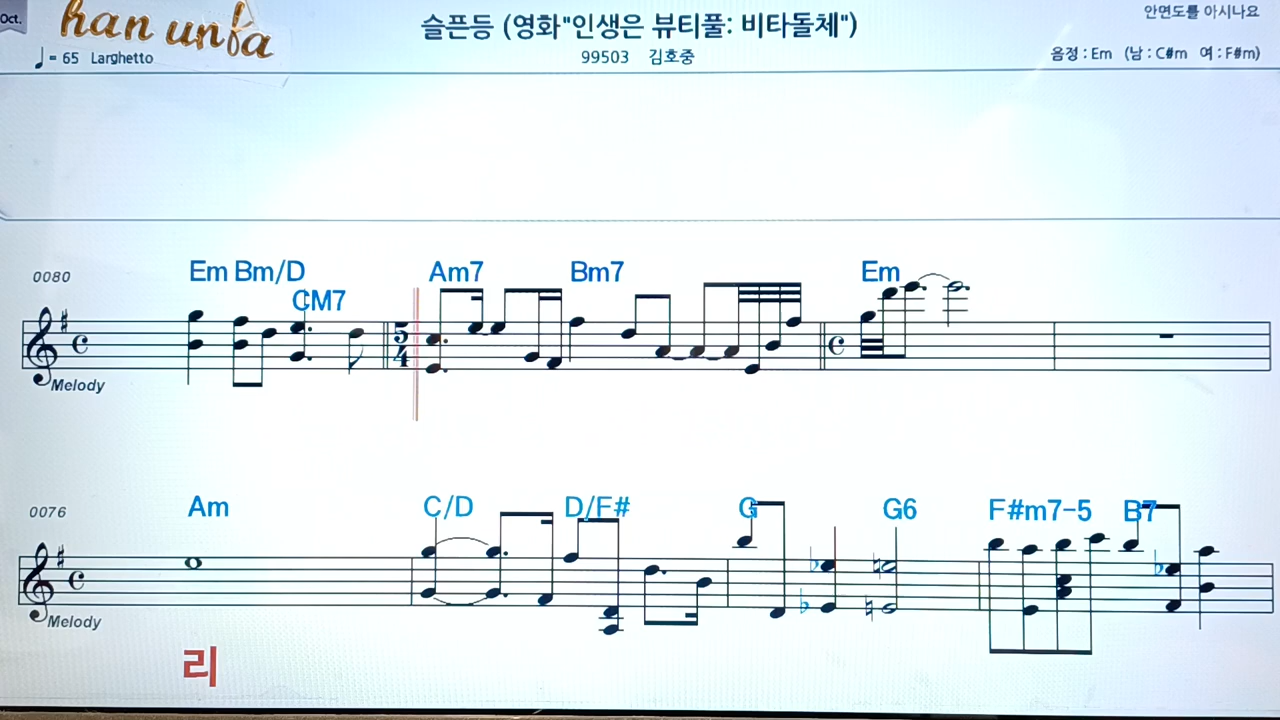 Oct.
han unfa
슬픈등 (영화"인생은 뷰티풀: 비타돌체")
안면도를 아시나요
♩= 65 Larghetto
99503 김호중
음정 : Em (남 : C#m 여 : F#m)
0080
Em Bm/D CM7 Am7 Bm7 Em
5/4
Melody
0076
Am C/D D/F# G G6 F#m7-5 B7
Melody
리